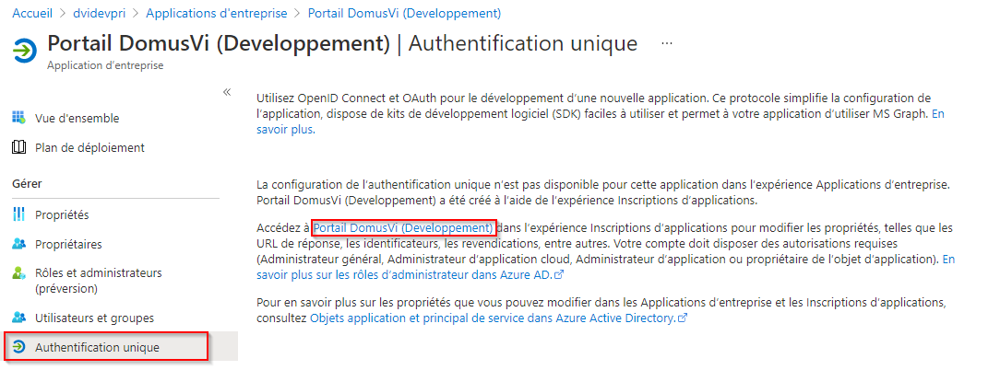 Accueil > dvidevpri > Applications d'entreprise > Portail DomusVi (Developpement)
Portail DomusVi (Developpement) | Authentification unique ...
Application d'entreprise
«
Utilisez OpenID Connect et OAuth pour le développement d'une nouvelle application. Ce protocole simplifie la configuration de
l'application, dispose de kits de développement logiciel (SDK) faciles à utiliser et permet à votre application d'utiliser MS Graph. En
savoir plus.
Vue d'ensemble
Plan de déploiement
Gérer
Propriétés
Propriétaires
Rôles et administrateurs
(préversion)
Utilisateurs et groupes
Authentification unique
La configuration de l'authentification unique n'est pas disponible pour cette application dans l'expérience Applications d'entreprise.
Portail DomusVi (Developpement) a été créé à l'aide de l'expérience Inscriptions d'applications.
Accédez à Portail DomusVi (Developpement) dans l'expérience Inscriptions d'applications pour modifier les propriétés, telles que les
URL de réponse, les identificateurs, les revendications, entre autres. Votre compte doit disposer des autorisations requises
(Administrateur général, Administrateur d'application cloud, Administrateur d'application ou propriétaire de l'objet d'application). En
savoir plus sur les rôles d'administrateur dans Azure AD.
Pour en savoir plus sur les propriétés que vous pouvez modifier dans les Applications d'entreprise et les Inscriptions d'applications,
consultez Objets application et principal de service dans Azure Active Directory.